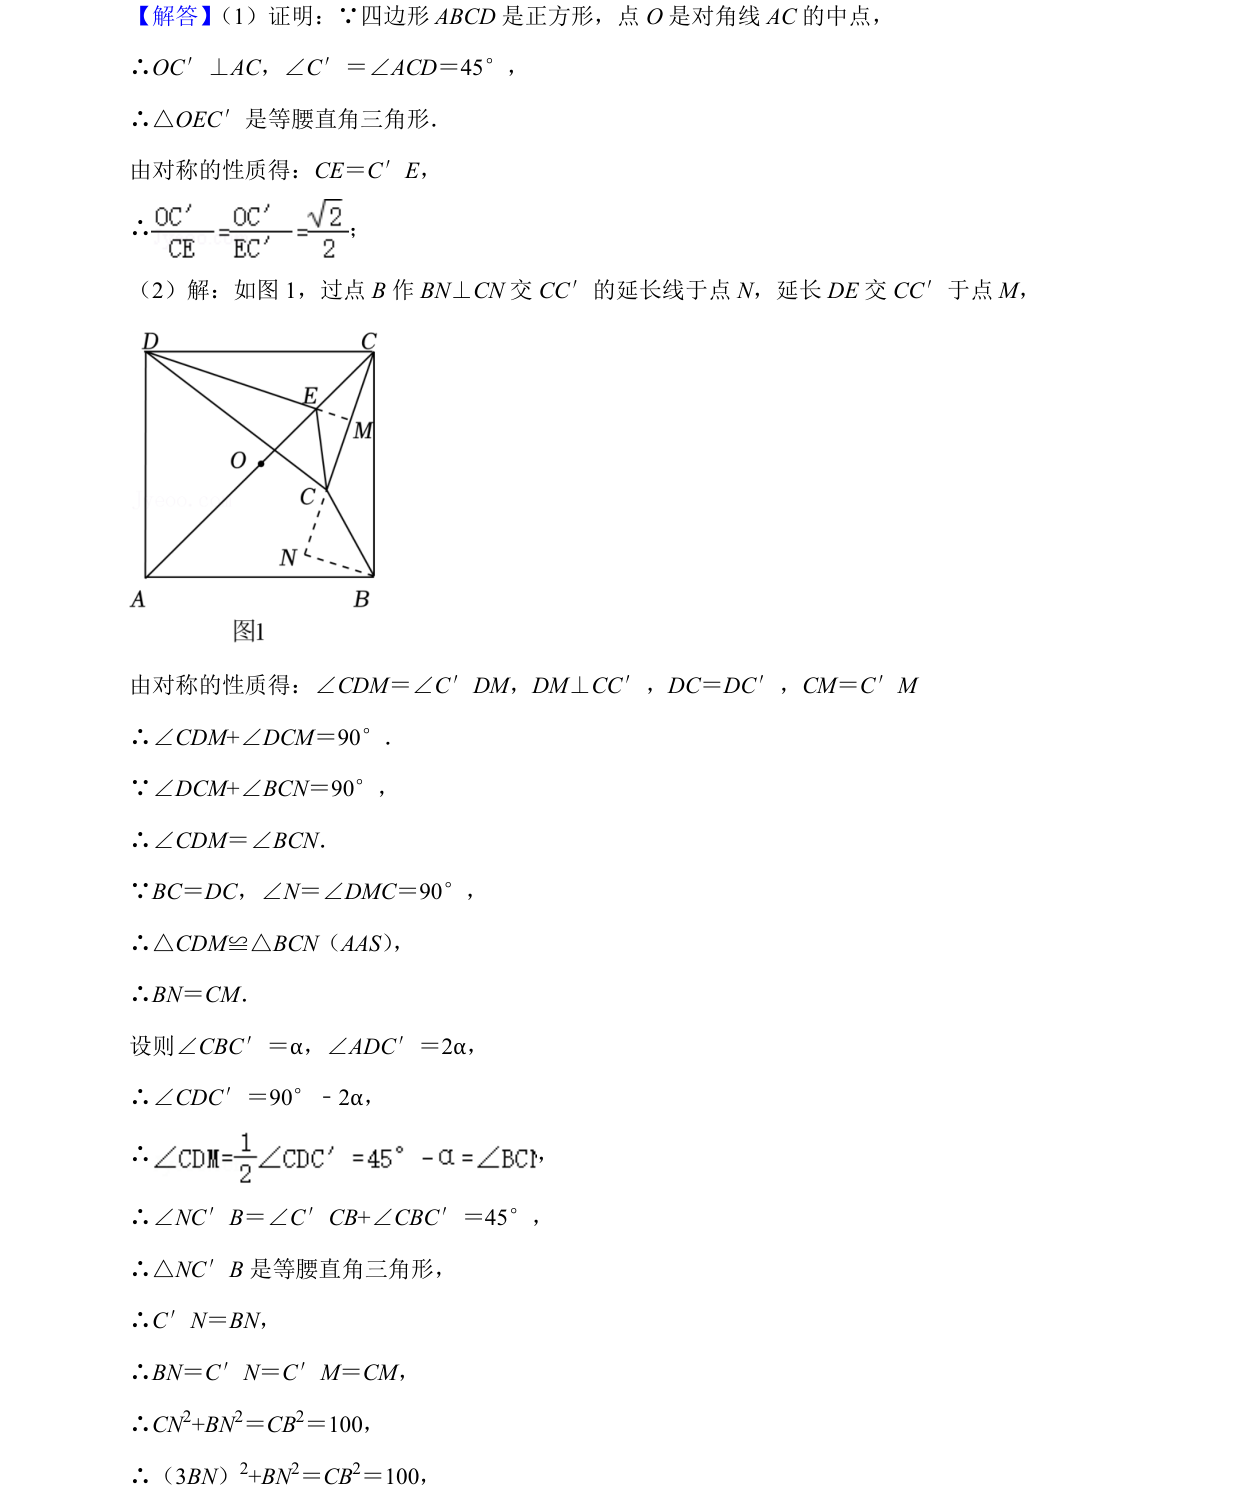 【解答】（1）证明：∵四边形 ABCD 是正方形，点 O 是对角线 AC 的中点，
∴OC′ ⊥AC，∠C′ ＝∠ACD＝45°，
∴△OEC′ 是等腰直角三角形．
由对称的性质得：CE＝C′ E，
∴OC′/CE=OC′/EC′=√2/2；
（2）解：如图 1，过点 B 作 BN⊥CN 交 CC′ 的延长线于点 N，延长 DE 交 CC′ 于点 M，
D C
E
M
O
C
N
A B
图1
由对称的性质得：∠CDM＝∠C′ DM，DM⊥CC′ ，DC＝DC′ ，CM＝C′ M
∴∠CDM+∠DCM＝90°．
∵∠DCM+∠BCN＝90°，
∴∠CDM＝∠BCN．
∵BC＝DC，∠N＝∠DMC＝90°，
∴△CDM≌△BCN（AAS），
∴BN＝CM．
设则∠CBC′ ＝α，∠ADC′ ＝2α，
∴∠CDC′ ＝90°﹣2α，
∴∠CDM=1/2∠CDC′ =45°-α=∠BCN，
∴∠NC′ B＝∠C′ CB+∠CBC′ ＝45°，
∴△NC′ B 是等腰直角三角形，
∴C′ N＝BN，
∴BN＝C′ N＝C′ M＝CM，
∴CN²+BN²＝CB²＝100，
∴（3BN）²+BN²＝CB²＝100，